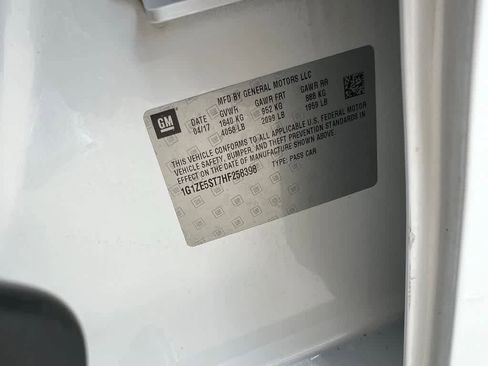 MFD BY GENERAL MOTORS LLC
GM
DATE GVWR GAWR FRT GAWR RR
04/17 1840 KG 952 KG 888 KG
4056 LB 2099 LB 1959 LB
THIS VEHICLE CONFORMS TO ALL APPLICABLE U.S. FEDERAL MOTOR
VEHICLE SAFETY, BUMPER, AND THEFT PREVENTION STANDARDS IN
EFFECT ON THE DATE OF MANUFACTURE SHOWN ABOVE.
1G1ZE5ST7HF258398 TYPE: PASS CAR